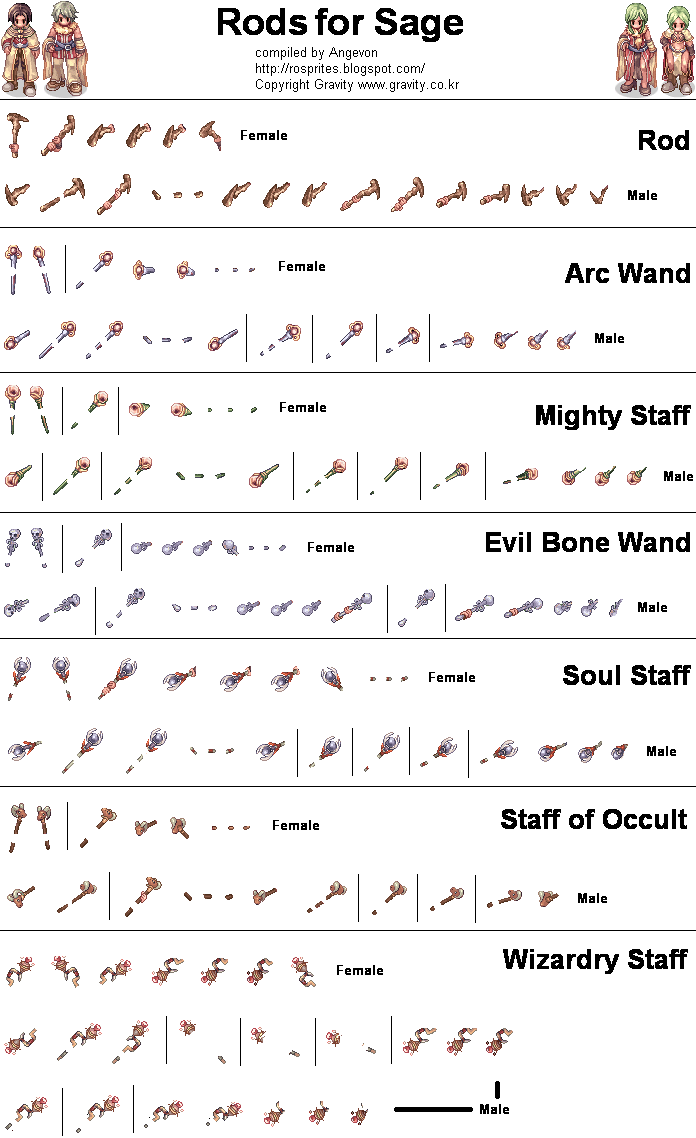 Rods for Sage
compiled by Angevon
http://rosprites.blogspot.com/
Copyright Gravity www.gravity.co.kr
Female
Rod
Male
Female
Arc Wand
Male
Female
Mighty Staff
Male
Female
Evil Bone Wand
Male
Female
Soul Staff
Male
Female
Staff of Occult
Male
Female
Wizardry Staff
Male